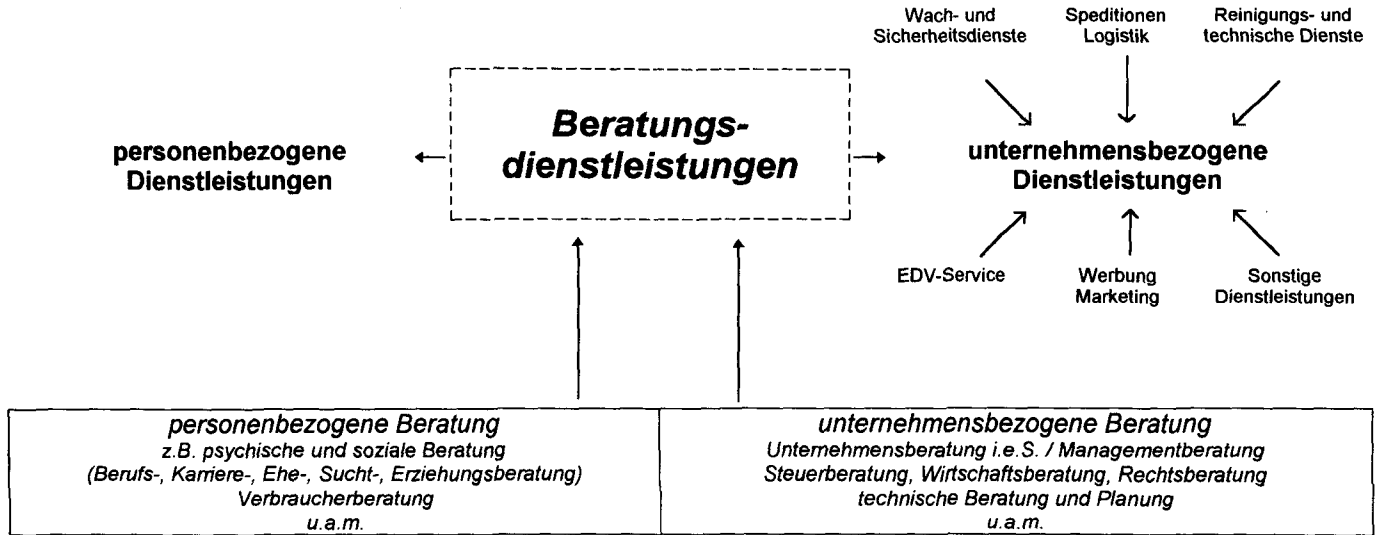 Wach- und
Sicherheitsdienste
Speditionen
Logistik
Reinigungs- und
technische Dienste
personenbezogene
Dienstleistungen
Beratungs-
dienstleistungen
unternehmensbezogene
Dienstleistungen
EDV-Service
Werbung
Marketing
Sonstige
Dienstleistungen
personenbezogene Beratung
z.B. psychische und soziale Beratung
(Berufs-, Karriere-, Ehe-, Sucht-, Erziehungsberatung)
Verbraucherberatung
u.a.m.
unternehmensbezogene Beratung
Unternehmensberatung i.e.S. / Managementberatung
Steuerberatung, Wirtschaftsberatung, Rechtsberatung
technische Beratung und Planung
u.a.m.